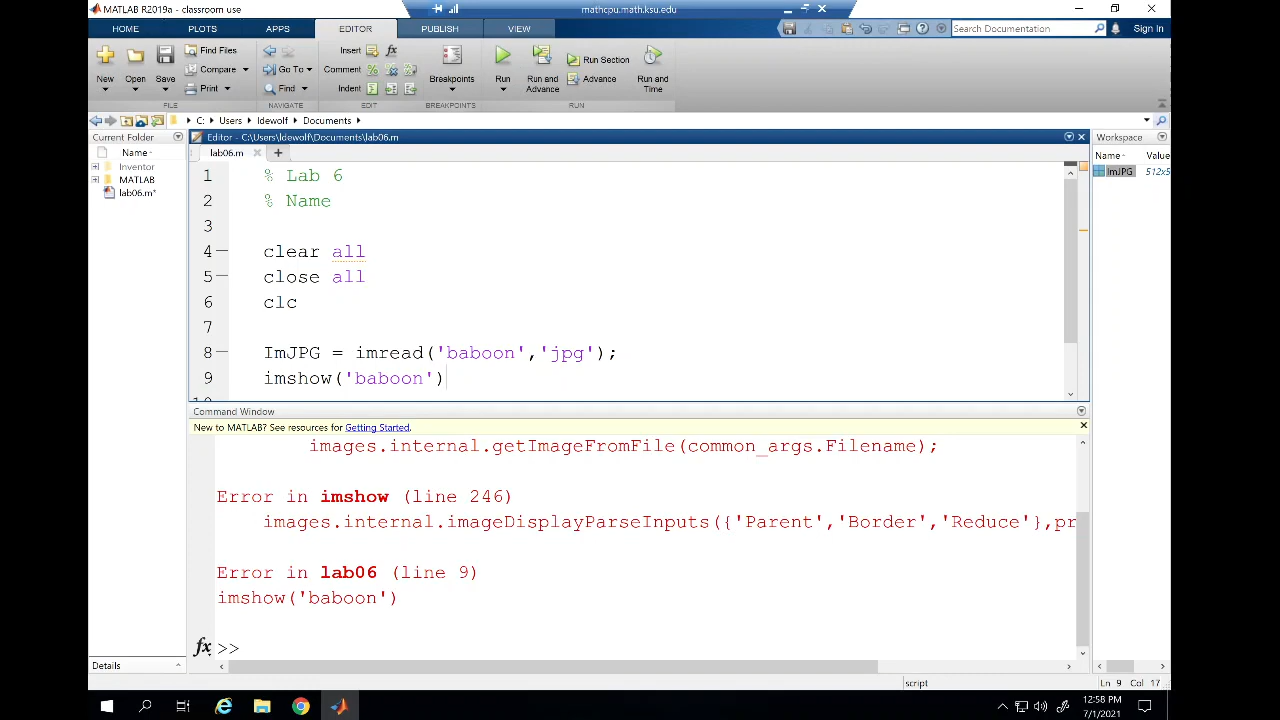 MATLAB R2019a - classroom use
mathcpu.math.ksu.edu
HOME PLOTS APPS EDITOR PUBLISH VIEW
Search Documentation
Sign In
New Open Save
Find Files
Compare
Print
FILE
Go To
Find
NAVIGATE
Insert
Comment
Indent
EDIT
Breakpoints
BREAKPOINTS
Run
Run and Advance
Run Section
Advance
Run and Time
RUN
C: Users ldewolf Documents
Current Folder
Name
Inventor
MATLAB
lab06.m*
Details
Editor - C:\Users\ldewolf\Documents\lab06.m
lab06.m
1 % Lab 6
2 % Name
3
4 clear all
5 close all
6 clc
7
8 ImJPG = imread('baboon','jpg');
9 imshow('baboon')
10
Command Window
New to MATLAB? See resources for Getting Started.
images.internal.getImageFromFile(common_args.Filename);
Error in imshow (line 246)
images.internal.imageDisplayParseInputs({'Parent','Border','Reduce'},pr
Error in lab06 (line 9)
imshow('baboon')
fx >>
Workspace
Name Value
ImJPG 512x5
script
Ln 9 Col 17
12:58 PM
7/1/2021